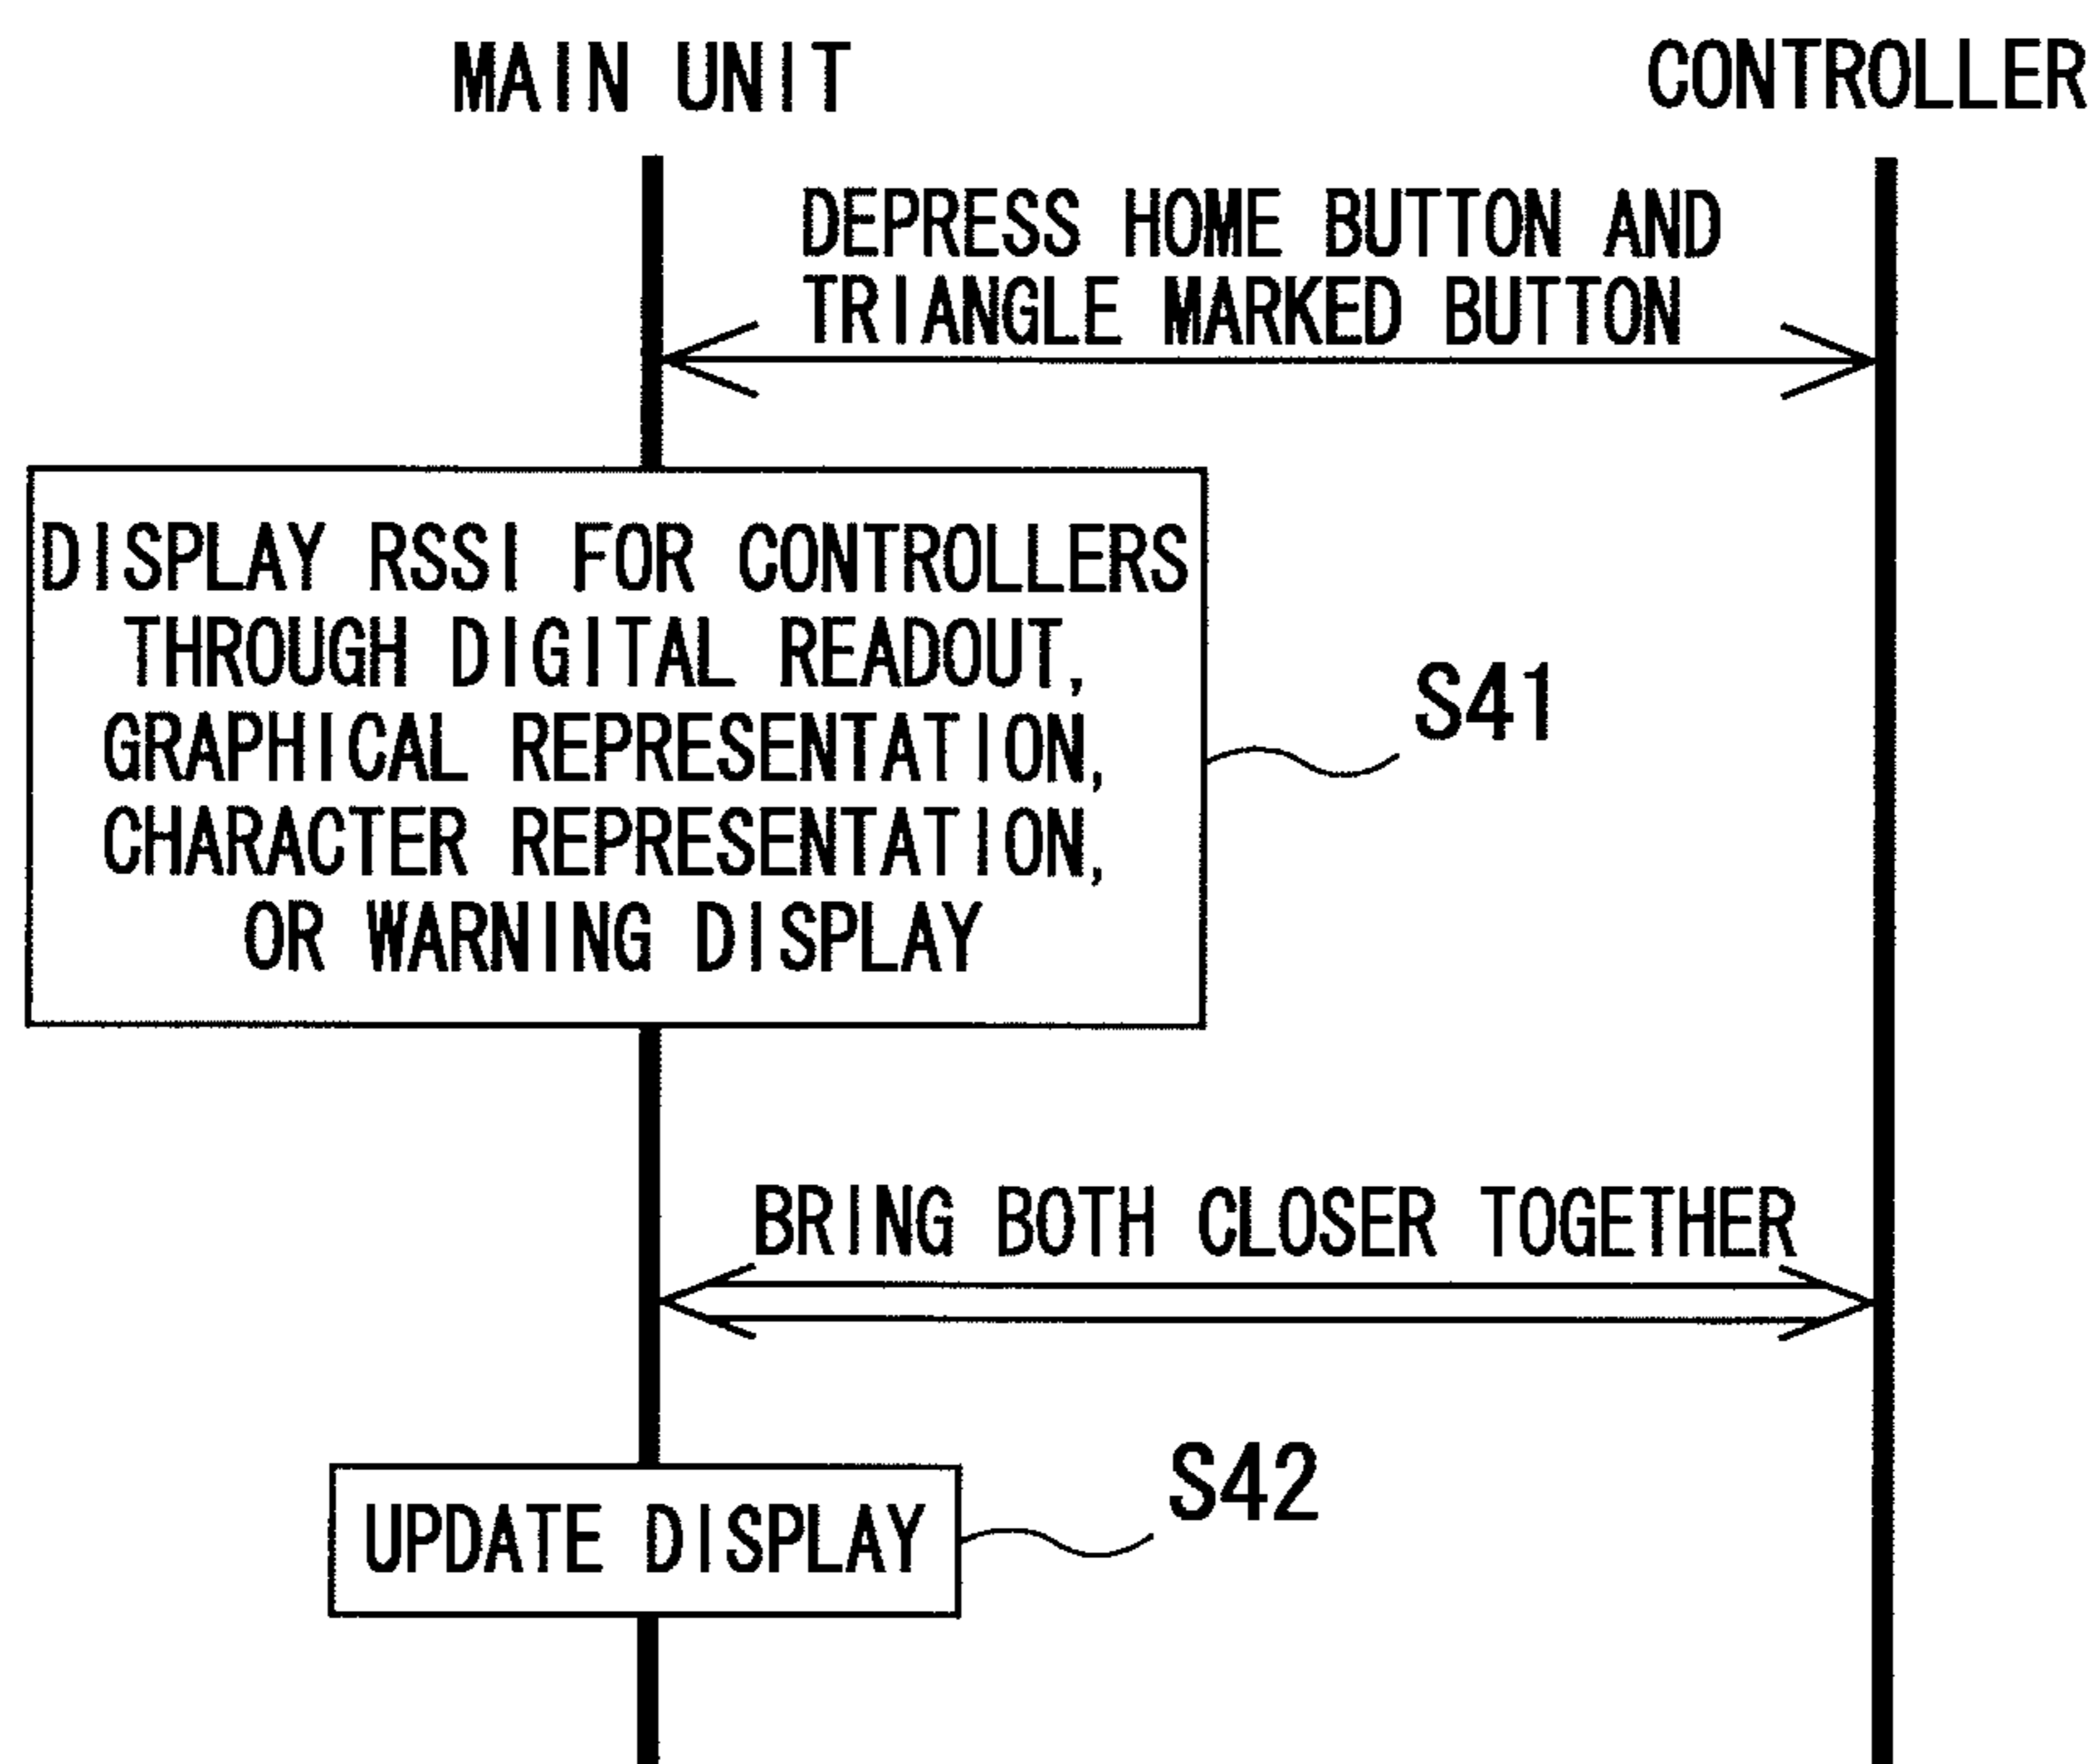 MAIN UNIT
CONTROLLER
DEPRESS HOME BUTTON AND
TRIANGLE MARKED BUTTON
DISPLAY RSSI FOR CONTROLLERS
THROUGH DIGITAL READOUT,
GRAPHICAL REPRESENTATION,
CHARACTER REPRESENTATION,
OR WARNING DISPLAY
S41
BRING BOTH CLOSER TOGETHER
S42
UPDATE DISPLAY